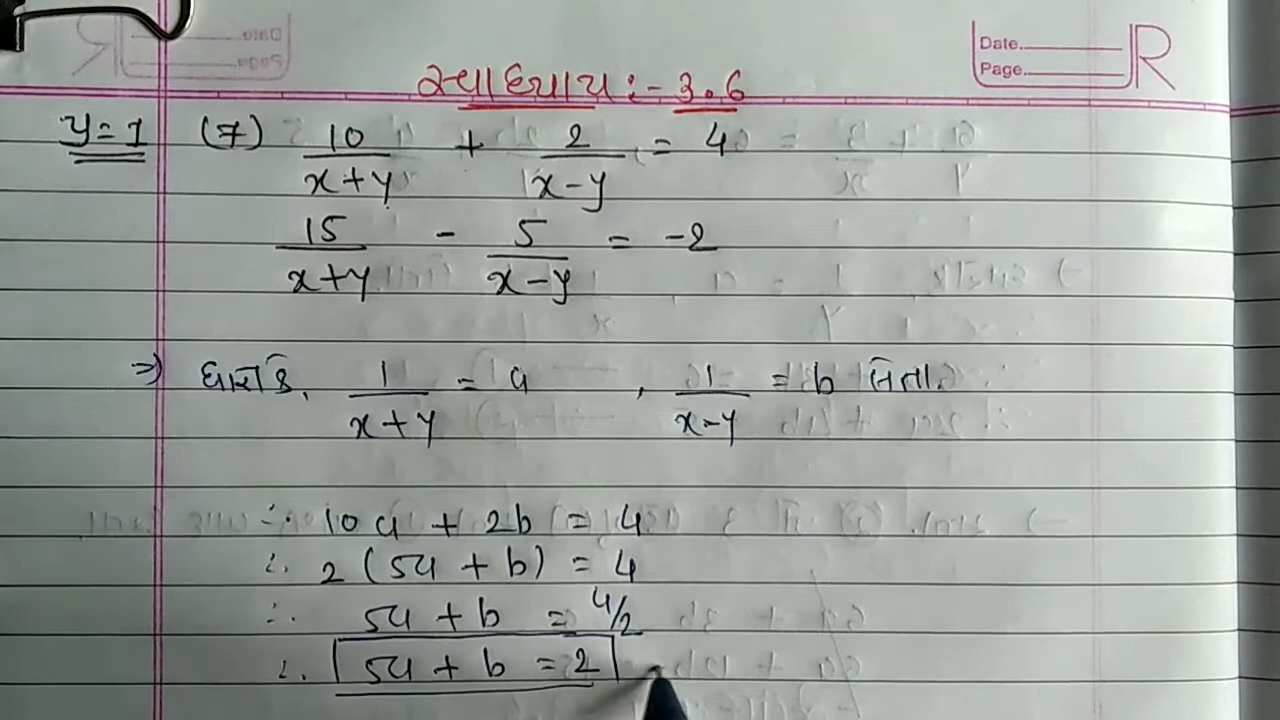 Date.
Page.
સ્વાધ્યાય :- 3.6
y = 1 (7) 10/x+y + 2/x-y = 4
15/x+y - 5/x-y = -2
⇒ ધારો કે, 1/x+y = a , 1/x-y = b લેતા.
∴ 10a + 2b = 4
∴ 2(5a + b) = 4
∴ 5a + b = 4/2
∴ 5a + b = 2